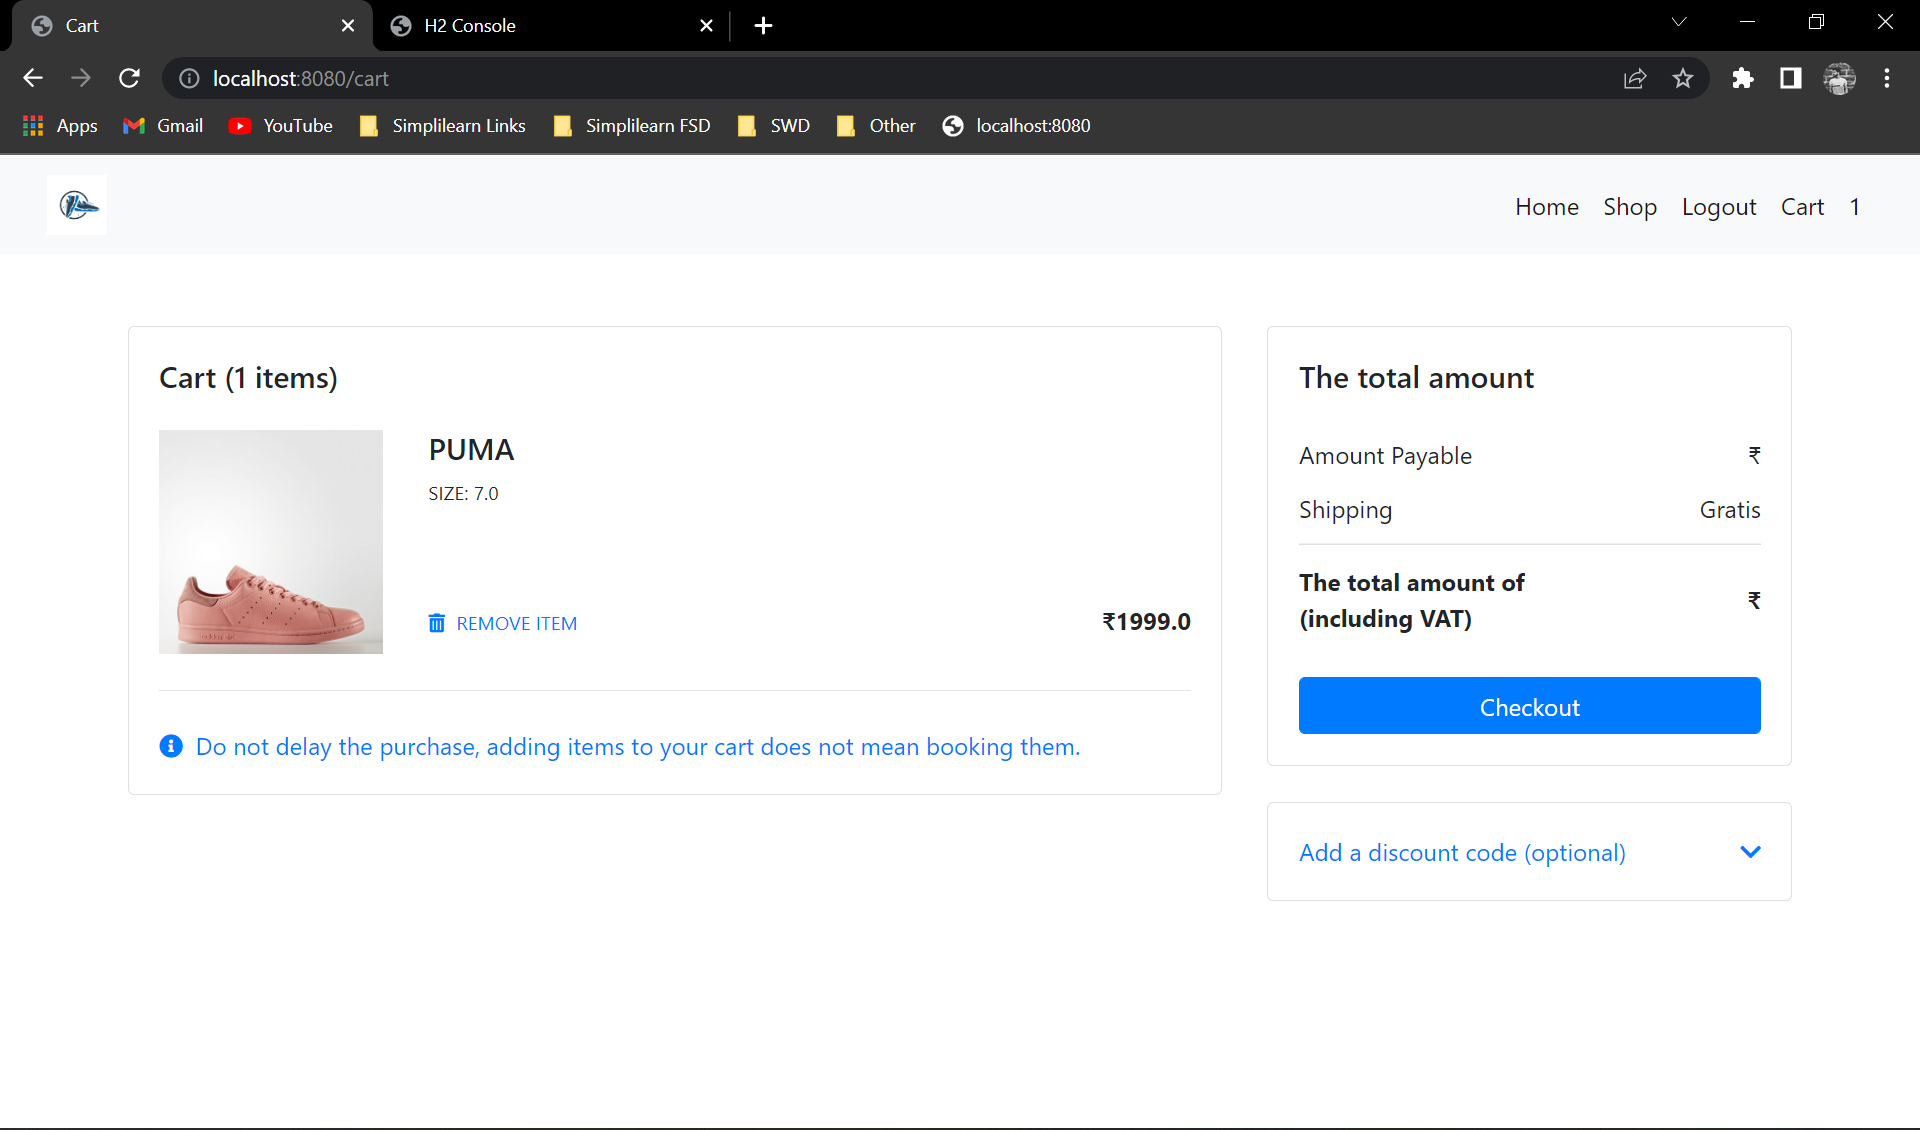 Cart
H2 Console
localhost:8080/cart
Apps
Gmail
YouTube
Simplilearn Links
Simplilearn FSD
SWD
Other
localhost:8080
Home
Shop
Logout
Cart
1
Cart (1 items)
PUMA
SIZE: 7.0
REMOVE ITEM
₹1999.0
Do not delay the purchase, adding items to your cart does not mean booking them.
The total amount
Amount Payable
₹
Shipping
Gratis
The total amount of
(including VAT)
₹
Checkout
Add a discount code (optional)